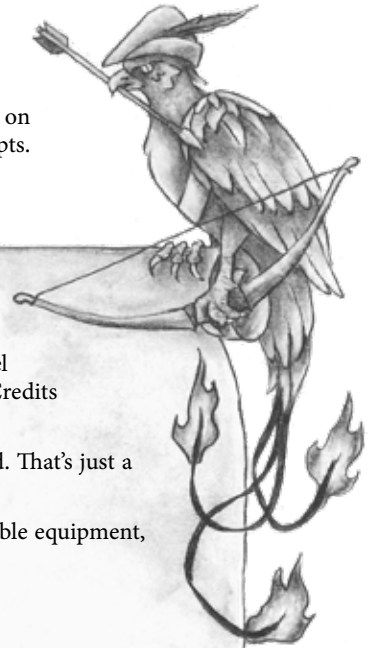 on
pts.
el
Credits
d. That's just a
ble equipment,